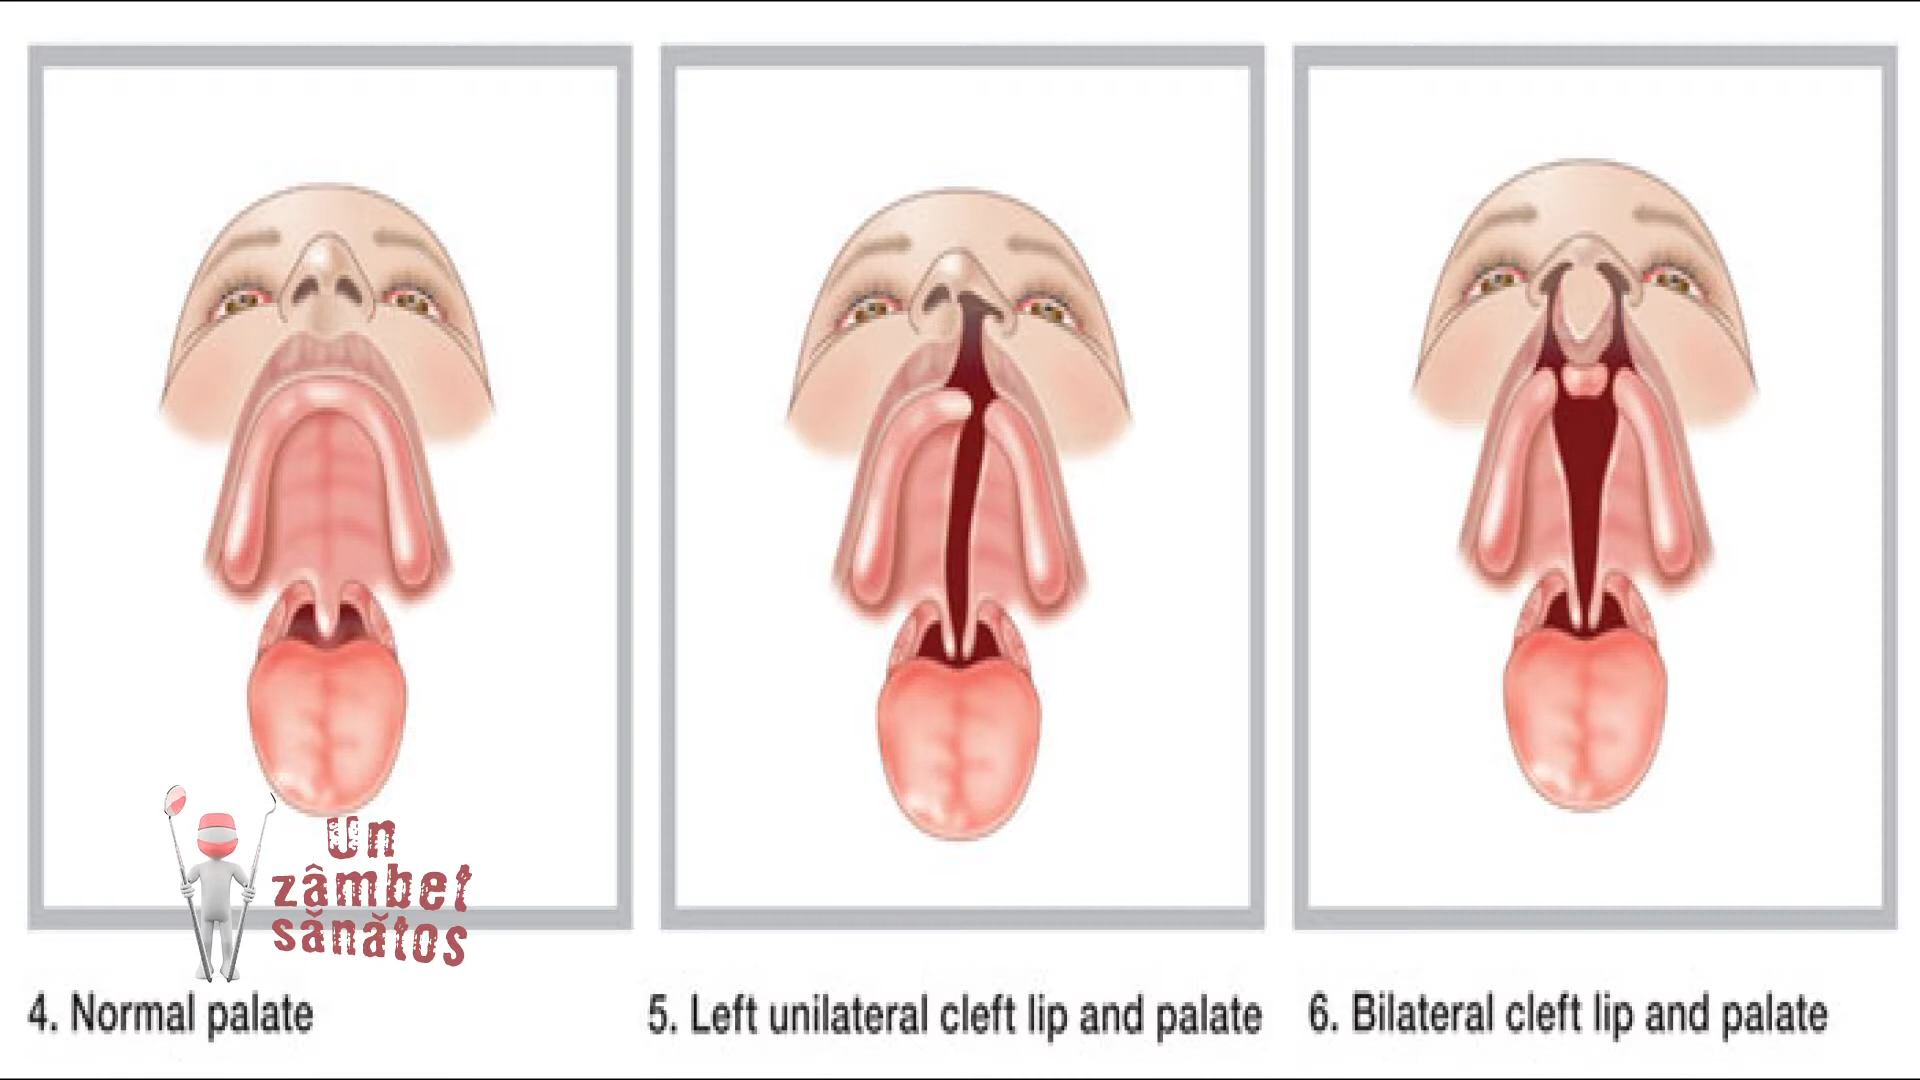 Un
zâmbet
sănătos
4. Normal palate
5. Left unilateral cleft lip and palate
6. Bilateral cleft lip and palate